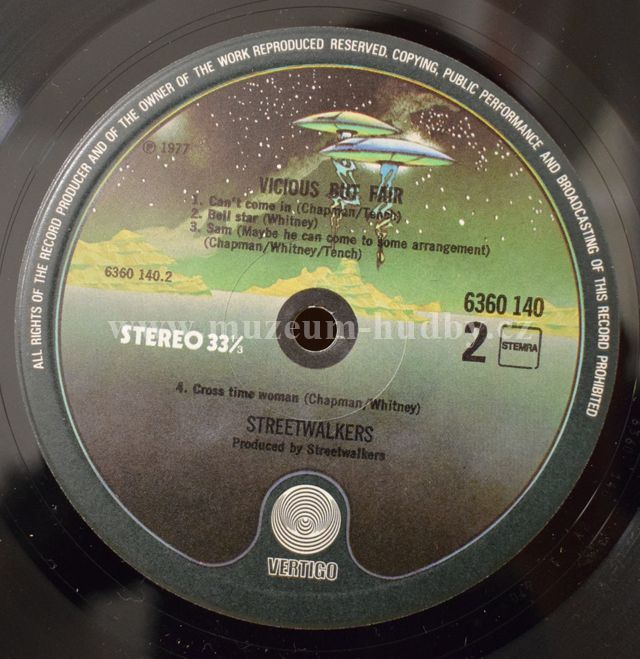 ALL RIGHTS OF THE RECORD PRODUCER AND OF THE OWNER OF THE WORK REPRODUCED RESERVED. COPYING, PUBLIC PERFORMANCE AND BROADCASTING OF THIS RECORD PROHIBITED
℗ 1977
VICIOUS BUT FAIR
1. Can't come in (Chapman/Tench)
2. Bell star (Whitney)
3. Sam (Maybe he can come to some arrangement)
(Chapman/Whitney/Tench)
6360 140.2
6360 140
www.muzeum-hudby.cz
STEREO 33⅓
2
STEMRA
4. Cross time woman (Chapman/Whitney)
STREETWALKERS
Produced by Streetwalkers
VERTIGO